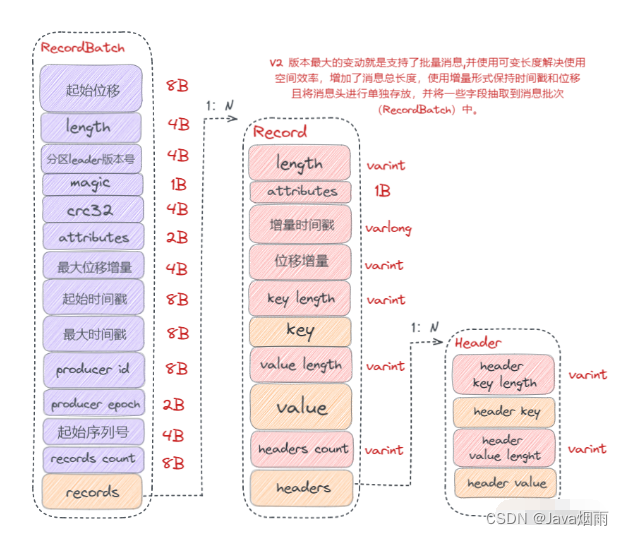 RecordBatch
起始位移 8B
length 4B
分区leader版本号 4B
magic 1B
crc32 4B
attributes 2B
最大位移增量 4B
起始时间戳 8B
最大时间戳 8B
producer id 8B
producer epoch 2B
起始序列号 4B
records count 8B
records
1: N
V2 版本最大的变动就是支持了批量消息,并使用可变长度解决使用
空间效率，增加了消息总长度，使用增量形式保持时间戳和位移
且将消息头进行单独存放，并将一些字段抽取到消息批次
（RecordBatch）中。
Record
length varint
attributes 1B
增量时间戳 varlong
位移增量 varint
key length varint
key
value length varint
value
headers count varint
headers
1: N
Header
header
key length varint
header key
header
value lenght varint
header value
CSDN @Java烟雨